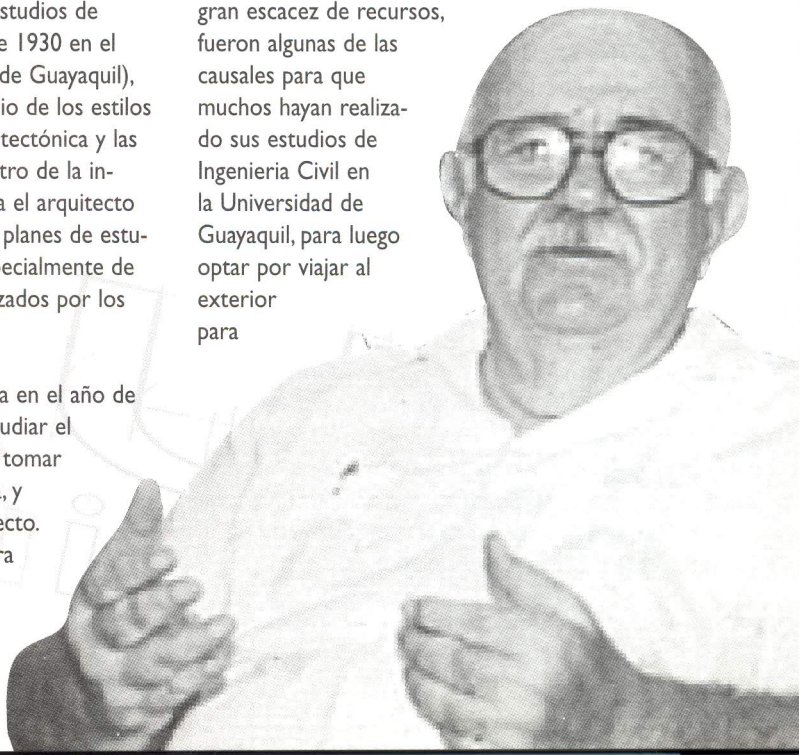 studios de
e 1930 en el
de Guayaquil),
io de los estilos
tectónica y las
tro de la in-
a el arquitecto
planes de estu-
pecialmente de
zados por los
a en el año de
udiar el
tomar
, y
ecto.
ra
gran escacez de recursos,
fueron algunas de las
causales para que
muchos hayan realiza-
do sus estudios de
Ingenieria Civil en
la Universidad de
Guayaquil, para luego
optar por viajar al
exterior
para